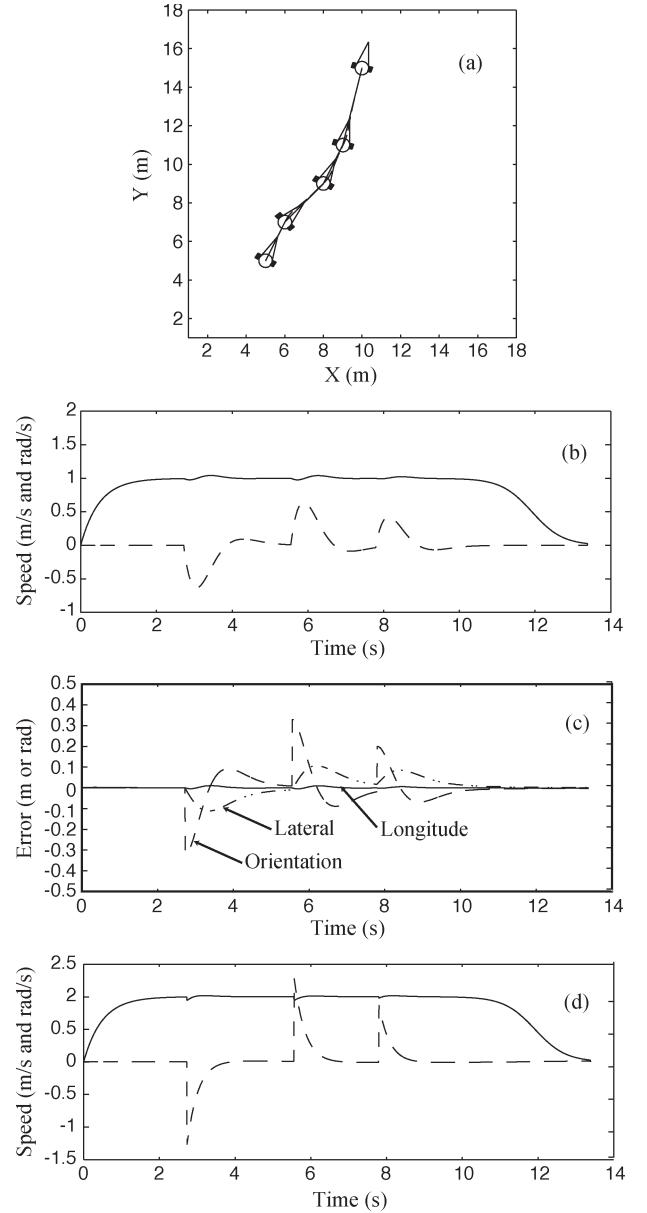 (a)
18
16
14
12
10
8
6
4
2
Y (m)
2 4 6 8 10 12 14 16 18
X (m)
(b)
2
1.5
1
0.5
0
-0.5
-1
Speed (m/s and rad/s)
0 2 4 6 8 10 12 14
Time (s)
(c)
0.5
0.4
0.3
0.2
0.1
0
-0.1
-0.2
-0.3
-0.4
-0.5
Error (m or rad)
Lateral
Longitude
Orientation
0 2 4 6 8 10 12 14
Time (s)
(d)
2.5
2
0.5
0
-0.5
-1
-1.5
Speed (m/s and rad/s)
0 2 4 6 8 10 12 14
Time (s)